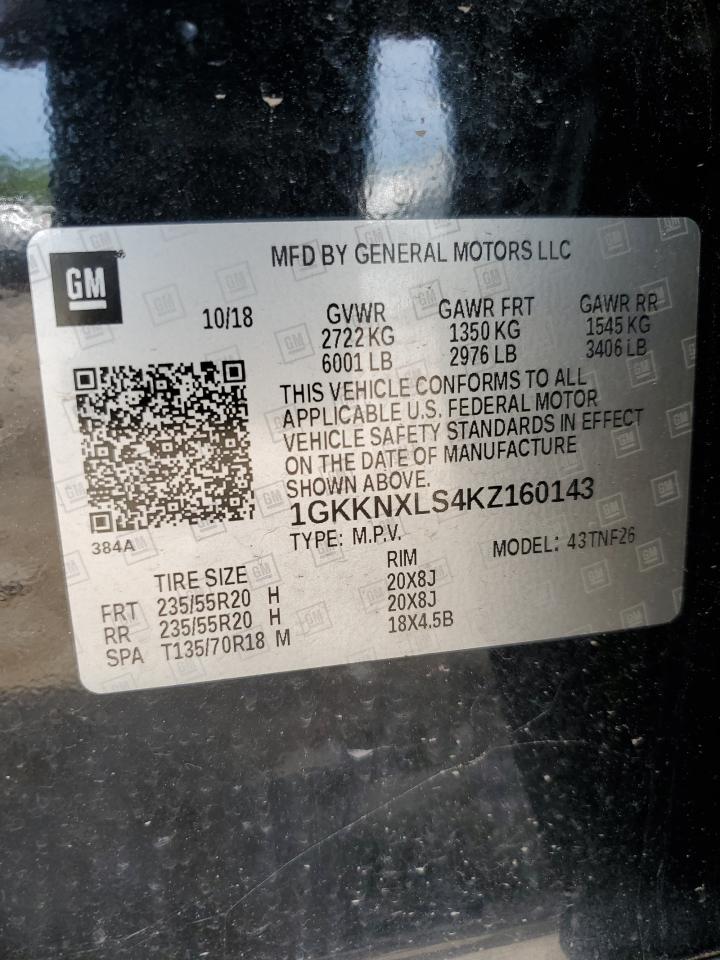 GM
MFD BY GENERAL MOTORS LLC
10/18
GVWR GAWR FRT GAWR RR
2722 KG 1350 KG 1545 KG
6001 LB 2976 LB 3406 LB
THIS VEHICLE CONFORMS TO ALL
APPLICABLE U.S. FEDERAL MOTOR
VEHICLE SAFETY STANDARDS IN EFFECT
ON THE DATE OF MANUFACTURE
SHOWN ABOVE.
1GKKNXLS4KZ160143
384A
TYPE: M.P.V. MODEL: 43TNF26
TIRE SIZE RIM
FRT 235/55R20 H 20X8J
RR 235/55R20 H 20X8J
SPA T135/70R18 M 18X4.5B